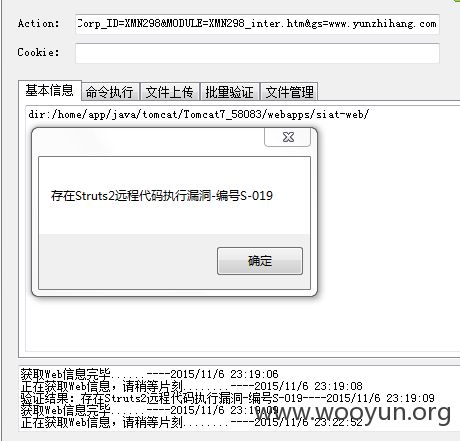 Action: Corp_ID=XMN298&MODULE=XMN298_inter.htm&gs=www.yunzhihang.com
Cookie:
基本信息 命令执行 文件上传 批量验证 文件管理
dir:/home/app/java/tomcat/Tomcat7_58083/webapps/siat-web/
存在Struts2远程代码执行漏洞-编号S-019
确定
获取Web信息完毕......----2015/11/6 23:19:06
正在获取Web信息，请稍等片刻........----2015/11/6 23:19:08
验证结果：存在Struts2远程代码执行漏洞-编号S-019----2015/11/6 23:19:09
获取Web信息完毕......----2015/11/6 23:19:09
正在获取Web信息，请稍等片刻........----2015/11/6 23:22:52
www.wooyun.org